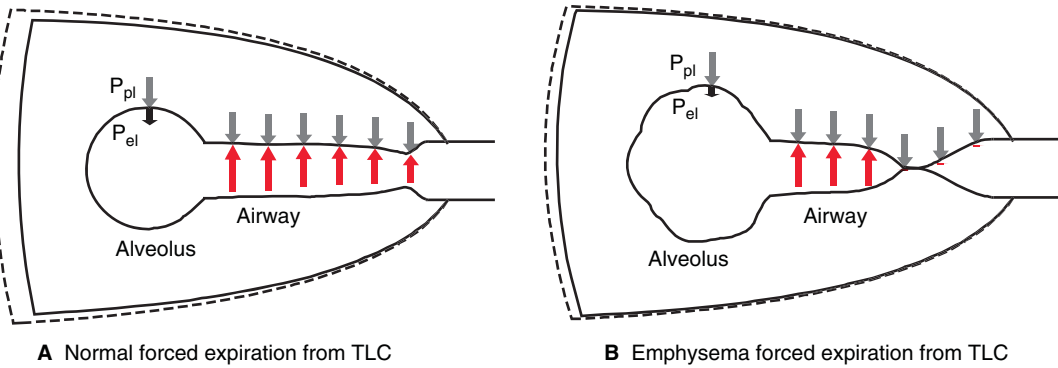 P_pl
P_el
Airway
Alveolus
A Normal forced expiration from TLC
P_pl
P_el
Airway
Alveolus
B Emphysema forced expiration from TLC